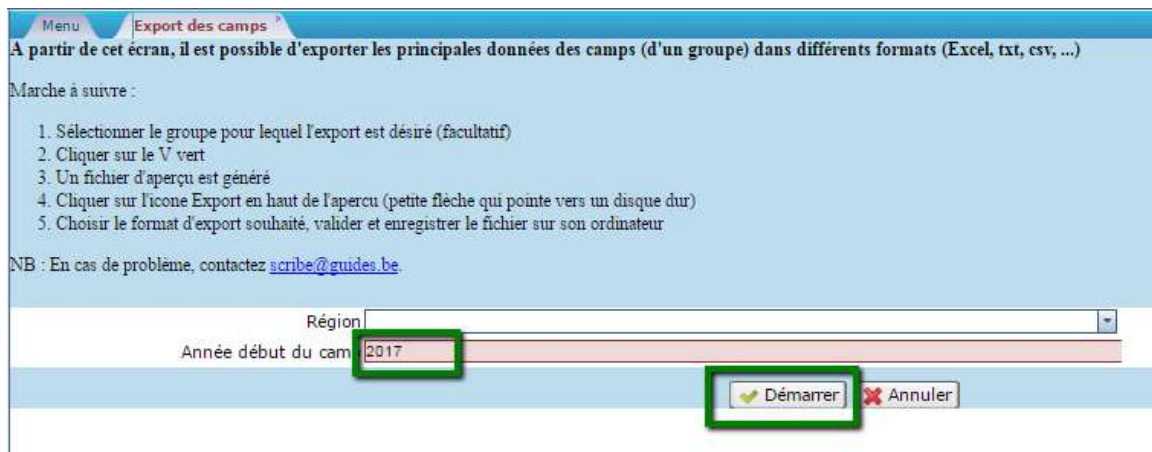 Menu Export des camps
A partir de cet écran, il est possible d'exporter les principales données des camps (d'un groupe) dans différents formats (Excel, txt, csv, ...)
Marche à suivre :
1. Sélectionner le groupe pour lequel l'export est désiré (facultatif)
2. Cliquer sur le V vert
3. Un fichier d'aperçu est généré
4. Cliquer sur l'icone Export en haut de l'apercu (petite flèche qui pointe vers un disque dur)
5. Choisir le format d'export souhaité, valider et enregistrer le fichier sur son ordinateur
NB : En cas de problème, contactez scribe@guides.be.
Région
Année début du cam 2017
Démarrer Annuler